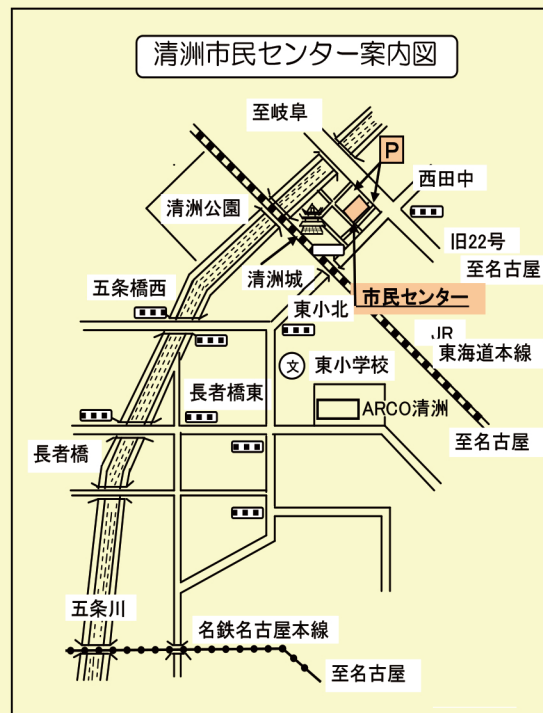 清洲市民センター案内図
至岐阜
P
西田中
清洲公園
旧22号
至名古屋
清洲城
市民センター
五条橋西
東小北
JR
東海道本線
文
東小学校
長者橋東
ARCO清洲
至名古屋
長者橋
五条川
名鉄名古屋本線
至名古屋